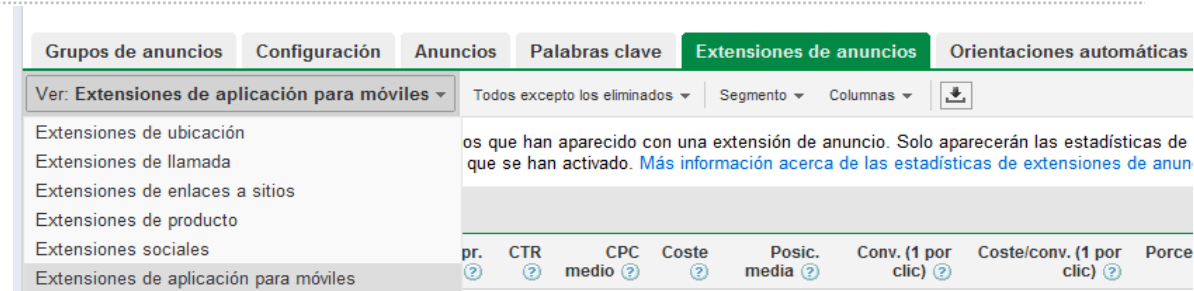 Grupos de anuncios Configuración Anuncios Palabras clave Extensiones de anuncios Orientaciones automáticas
Ver: Extensiones de aplicación para móviles Todos excepto los eliminados Segmento Columnas
Extensiones de ubicación
Extensiones de llamada
Extensiones de enlaces a sitios
Extensiones de producto
Extensiones sociales
Extensiones de aplicación para móviles
os que han aparecido con una extensión de anuncio. Solo aparecerán las estadísticas de
que se han activado. Más información acerca de las estadísticas de extensiones de anun
pr. CTR CPC Coste Posic. Conv. (1 por Coste/conv. (1 por Porce
? ? medio ? ? media ? clic) ? clic) ?